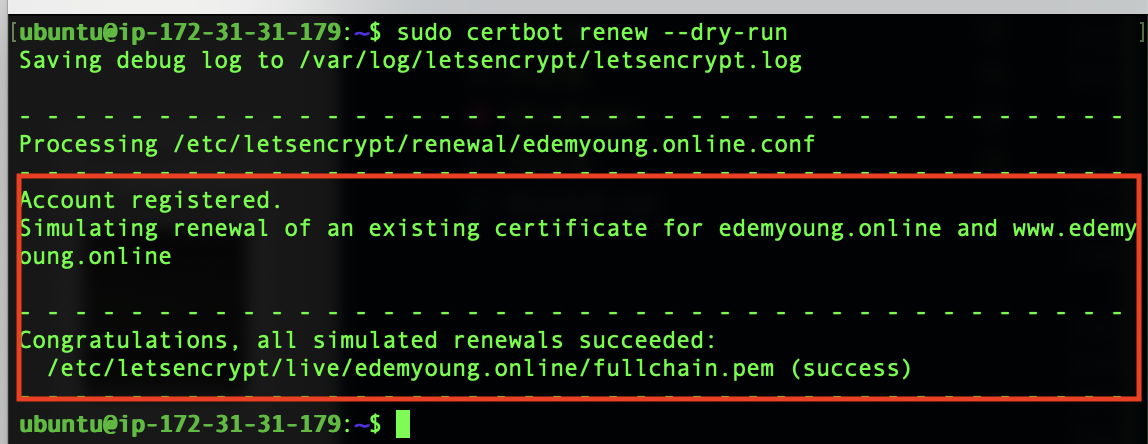 [ubuntu@ip-172-31-31-179:~$ sudo certbot renew --dry-run ]
Saving debug log to /var/log/letsencrypt/letsencrypt.log
- - - - - - - - - - - - - - - - - - - - - - - - - - - - - - - - - - - - - - - -
Processing /etc/letsencrypt/renewal/edemyoung.online.conf
- - - - - - - - - - - - - - - - - - - - - - - - - - - - - - - - - - - - - - - -
Account registered.
Simulating renewal of an existing certificate for edemyoung.online and www.edemy
oung.online
- - - - - - - - - - - - - - - - - - - - - - - - - - - - - - - - - - - - - - - -
Congratulations, all simulated renewals succeeded:
  /etc/letsencrypt/live/edemyoung.online/fullchain.pem (success)
- - - - - - - - - - - - - - - - - - - - - - - - - - - - - - - - - - - - - - - -
ubuntu@ip-172-31-31-179:~$